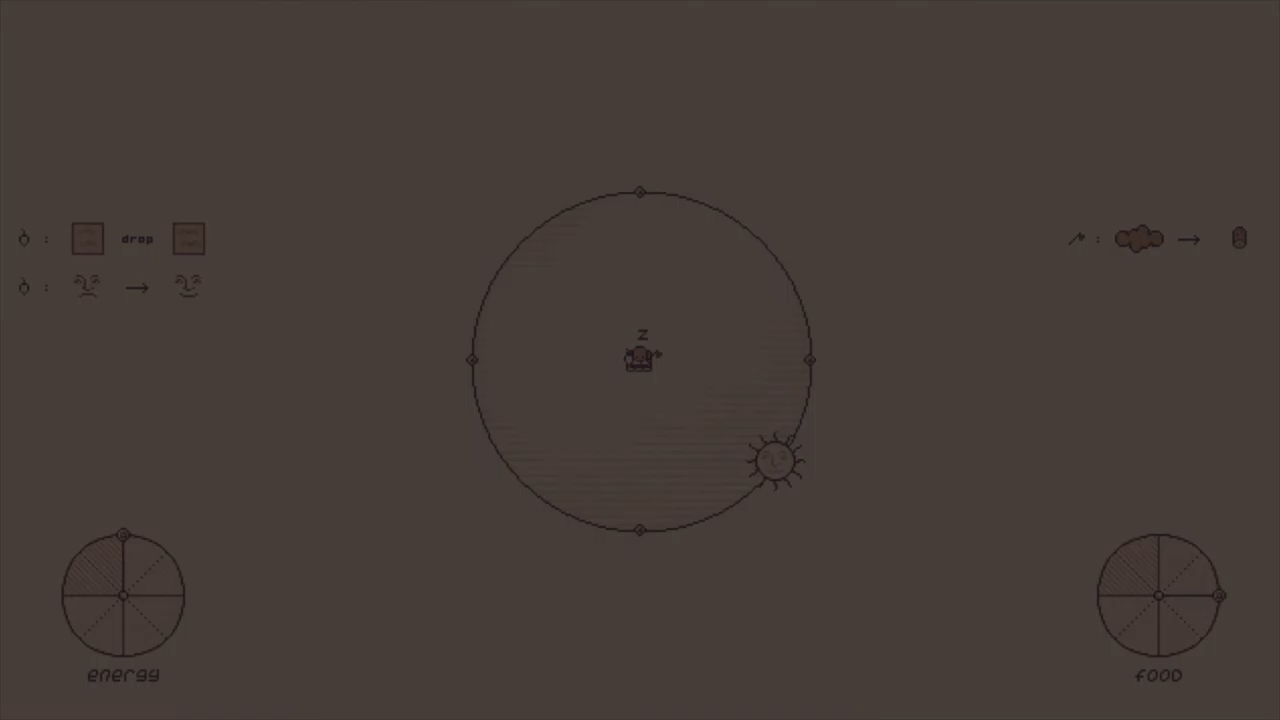 : drop
:
:
z
energy
food